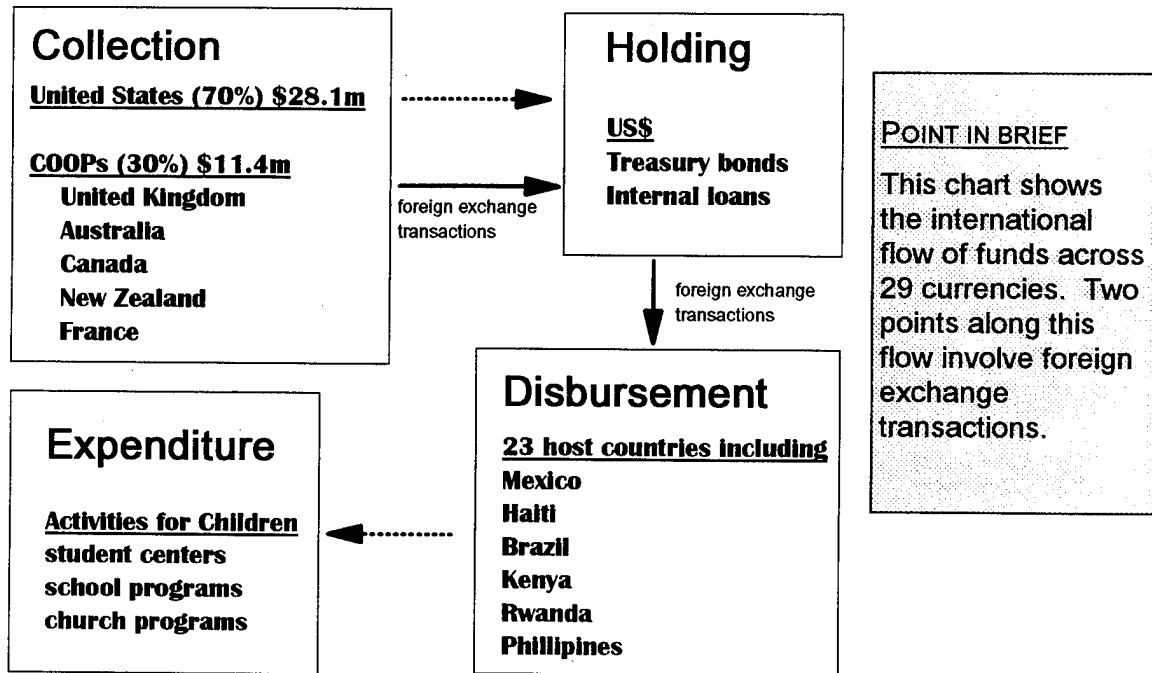 Collection
United States (70%) $28.1m
COOPs (30%) $11.4m
United Kingdom
Australia
Canada
New Zealand
France
foreign exchange
transactions
Holding
US$
Treasury bonds
Internal loans
foreign exchange
transactions
Disbursement
23 host countries including
Mexico
Haiti
Brazil
Kenya
Rwanda
Phillipines
Expenditure
Activities for Children
student centers
school programs
church programs
POINT IN BRIEF
This chart shows
the international
flow of funds across
29 currencies. Two
points along this
flow involve foreign
exchange
transactions.